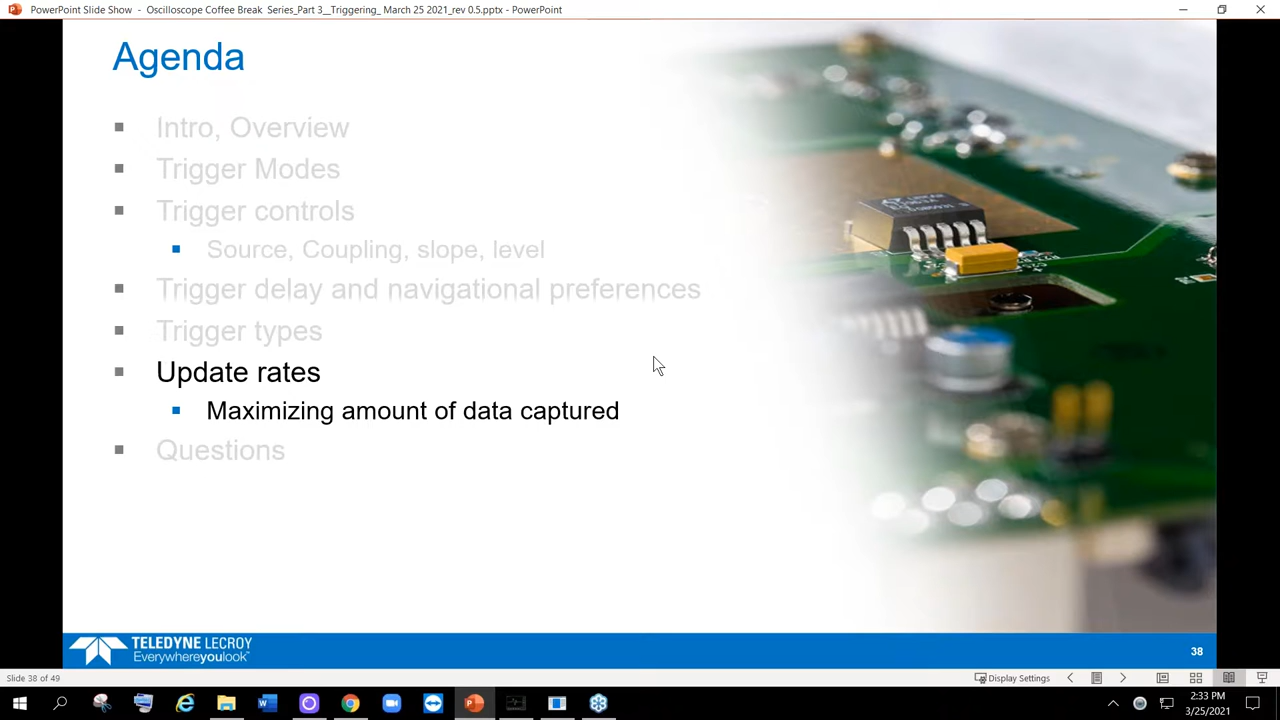 PowerPoint Slide Show - Oscilloscope Coffee Break Series_Part 3__Triggering_ March 25 2021_rev 0.5.pptx - PowerPoint
Agenda
Intro, Overview
Trigger Modes
Trigger controls
Source, Coupling, slope, level
Trigger delay and navigational preferences
Trigger types
Update rates
Maximizing amount of data captured
Questions
TELEDYNE LECROY
Everywhereyoulook
38
Slide 38 of 49
Display Settings
2:33 PM
3/25/2021